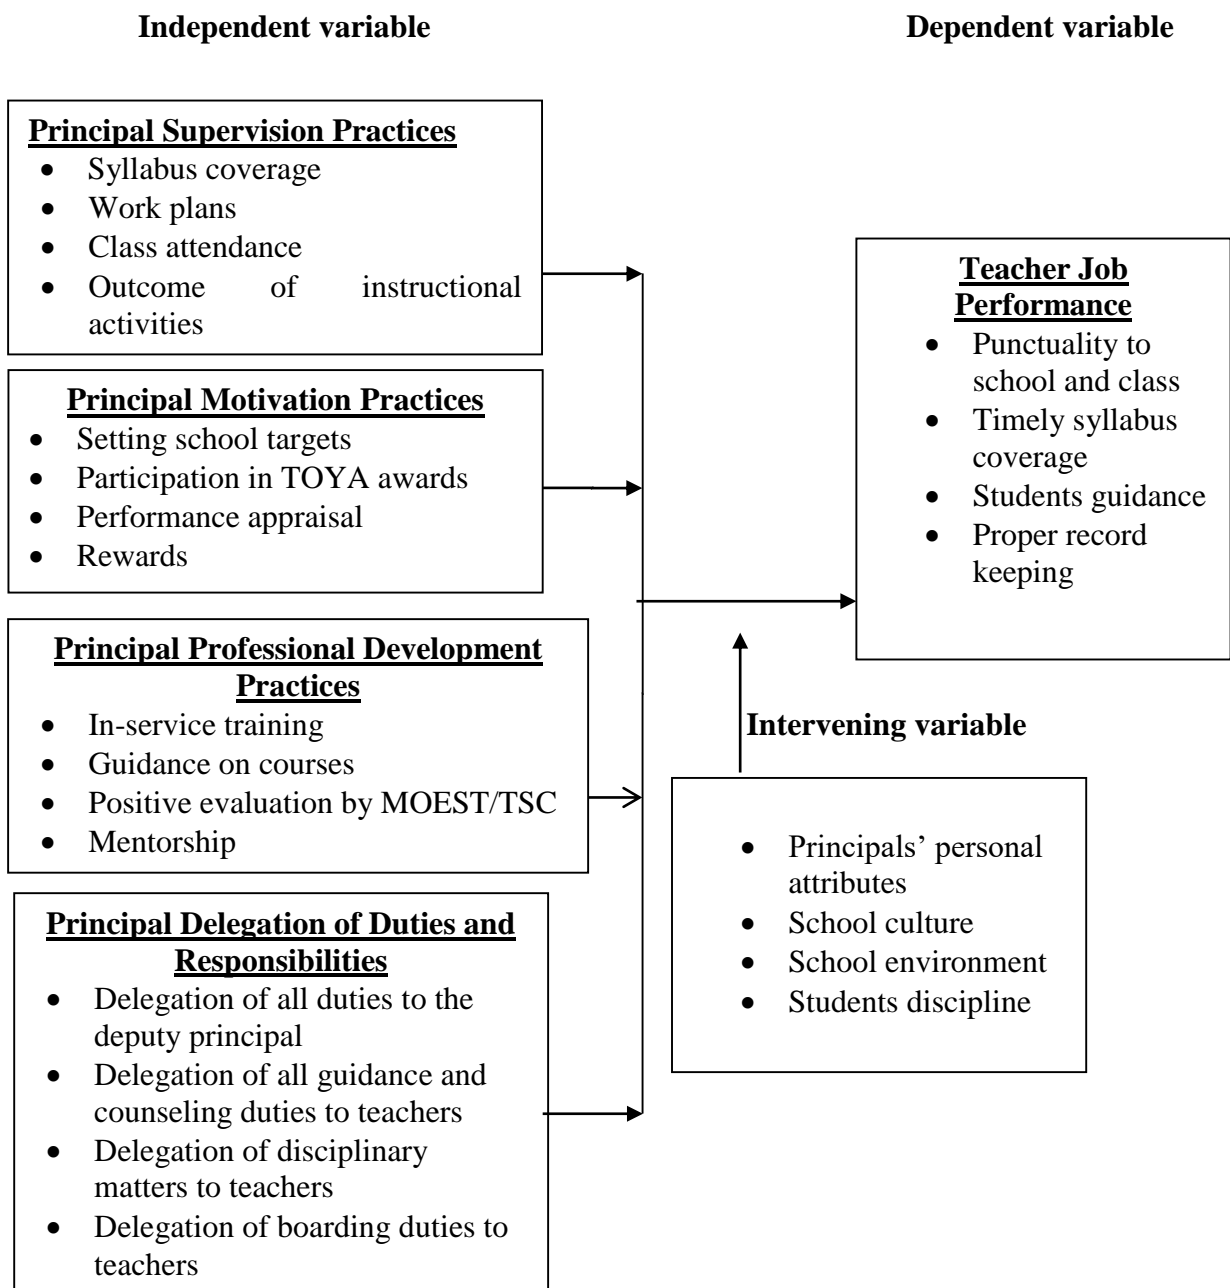 Independent variable
Dependent variable
Principal Supervision Practices
• Syllabus coverage
• Work plans
• Class attendance
• Outcome of instructional
activities
Principal Motivation Practices
• Setting school targets
• Participation in TOYA awards
• Performance appraisal
• Rewards
Principal Professional Development
Practices
• In-service training
• Guidance on courses
• Positive evaluation by MOEST/TSC
• Mentorship
Principal Delegation of Duties and
Responsibilities
• Delegation of all duties to the
deputy principal
• Delegation of all guidance and
counseling duties to teachers
• Delegation of disciplinary
matters to teachers
• Delegation of boarding duties to
teachers
Teacher Job
Performance
• Punctuality to
school and class
• Timely syllabus
coverage
• Students guidance
• Proper record
keeping
Intervening variable
• Principals’ personal
attributes
• School culture
• School environment
• Students discipline